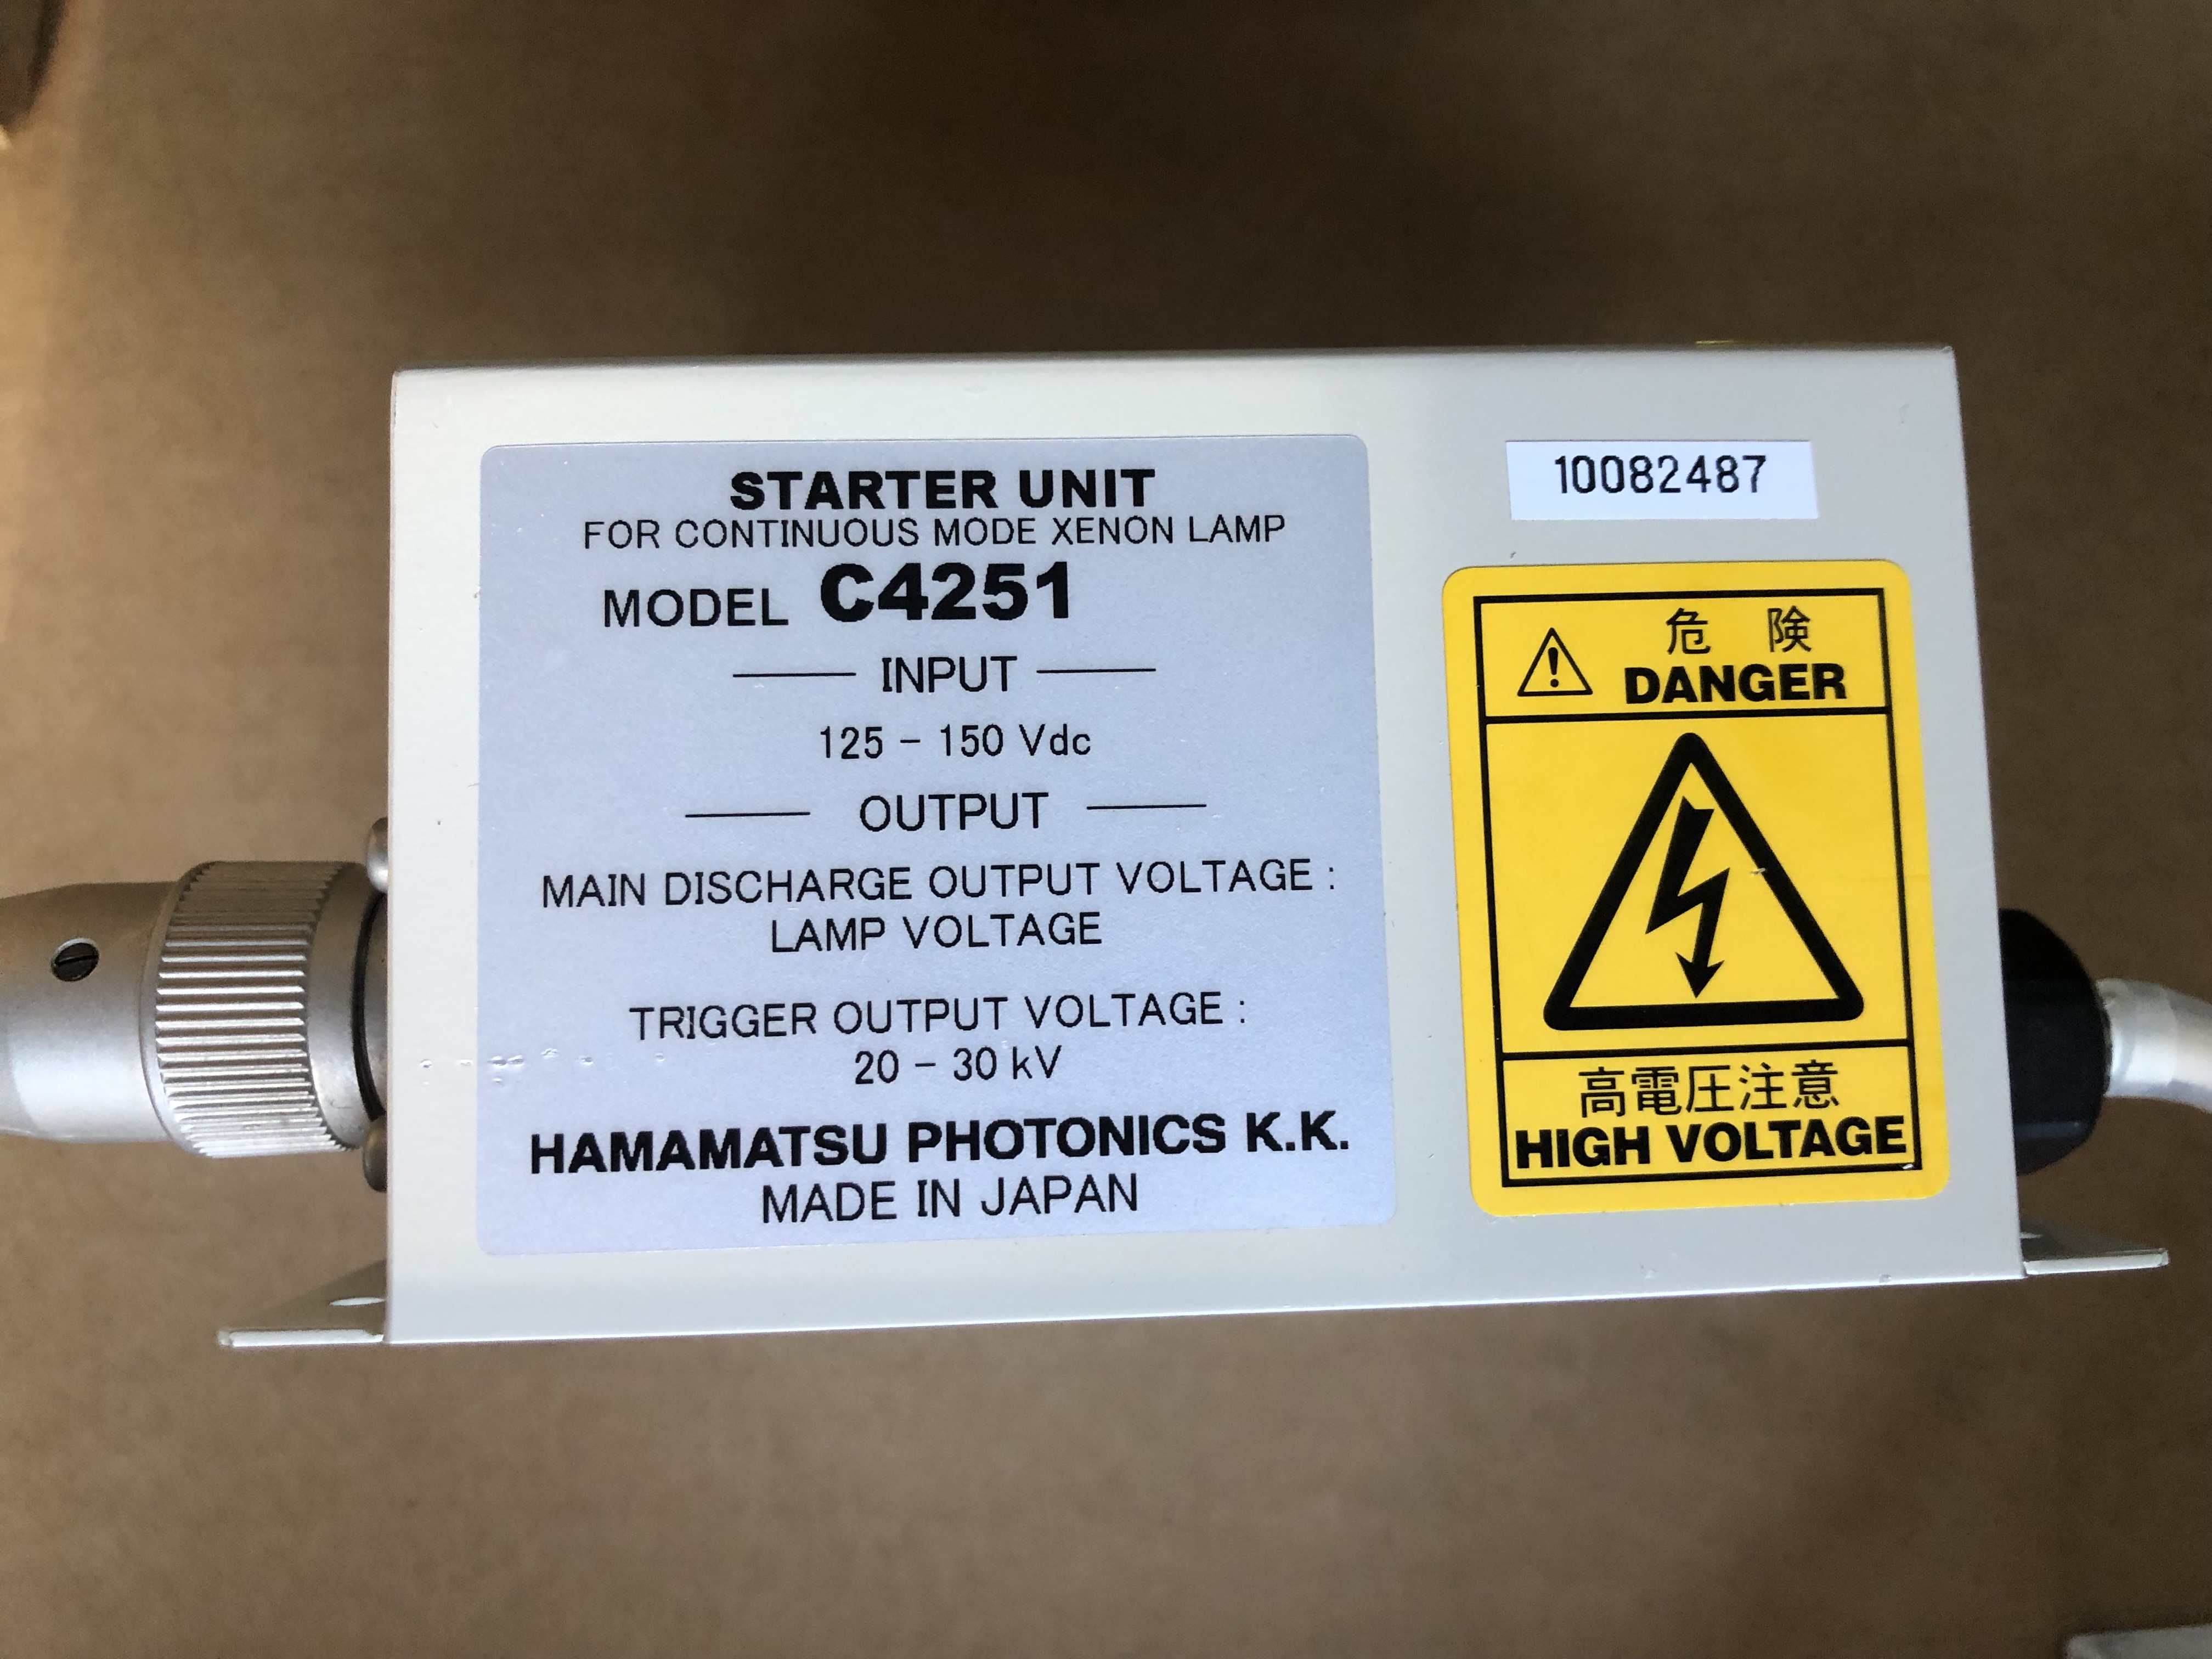 STARTER UNIT
FOR CONTINUOUS MODE XENON LAMP
MODEL C4251
INPUT
125 - 150 Vdc
OUTPUT
MAIN DISCHARGE OUTPUT VOLTAGE :
LAMP VOLTAGE
TRIGGER OUTPUT VOLTAGE :
20 - 30 kV
HAMAMATSU PHOTONICS K.K.
MADE IN JAPAN
10082487
危 険
DANGER
高電圧注意
HIGH VOLTAGE